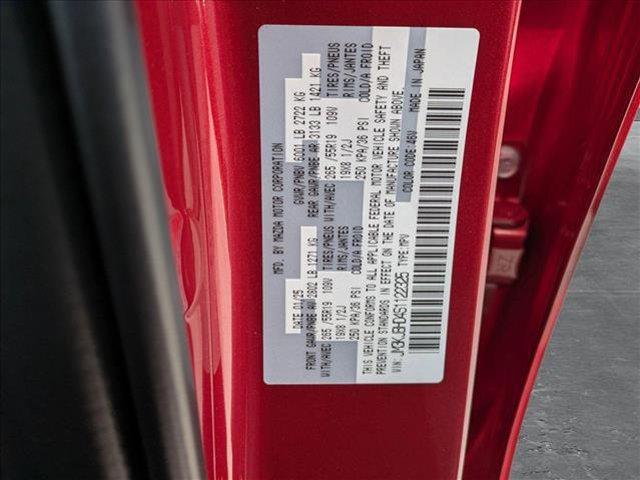 MFD. BY MAZDA MOTOR CORPORATION
DATE 01/25 GVWR/PNBV 6001 LB 2722 KG
FRONT GAWR/PNBE AV 2802 LB 1271 KG REAR GAWR/PNBE AR 3133 LB 1421 KG
WITH/AVEC 265 /55R19 109V TIRES/PNEUS WITH/AVEC 265 /55R19 109V TIRES/PNEUS
19X8 1/2J RIMS/JANTES 19X8 1/2J RIMS/JANTES
250 KPA/36 PSI COLD/A FROID 250 KPA/36 PSI COLD/A FROID
THIS VEHICLE CONFORMS TO ALL APPLICABLE FEDERAL MOTOR VEHICLE SAFETY AND THEFT
PREVENTION STANDARDS IN EFFECT ON THE DATE OF MANUFACTURE SHOWN ABOVE.
VIN: TYPE:MPV COLOR CODE:46V MADE IN JAPAN